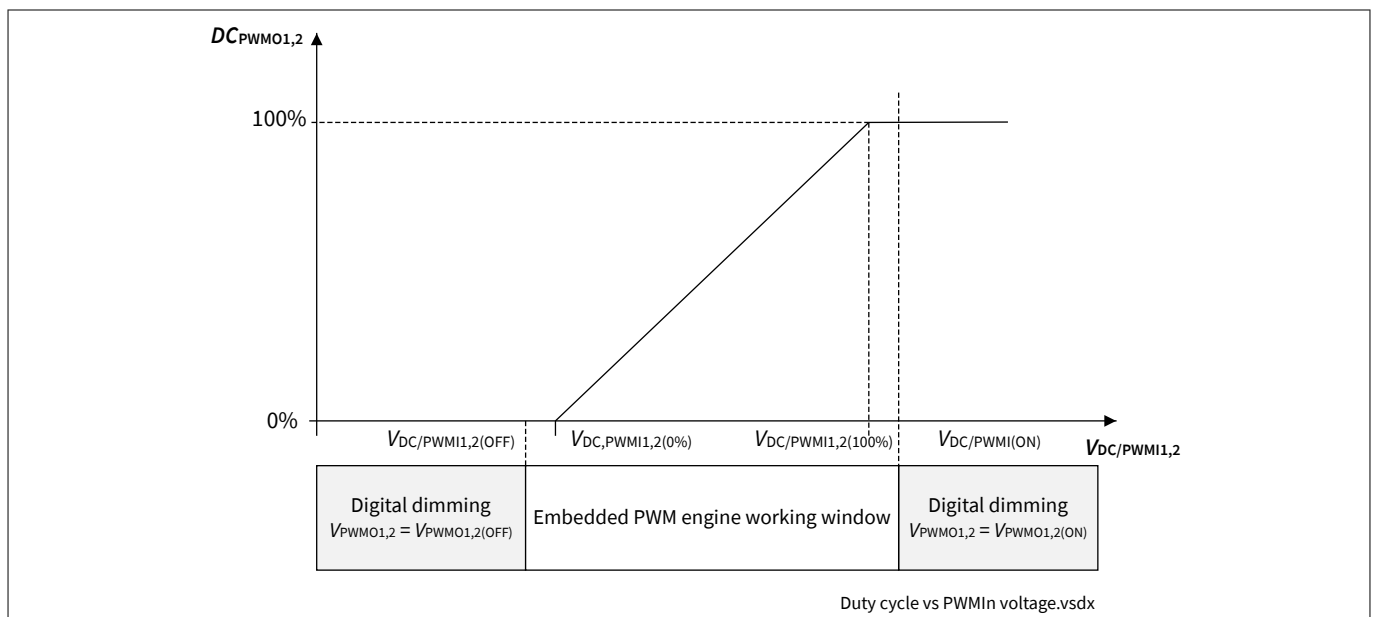 DCPWMO1,2
100%
0%
VDC/PWMI1,2(OFF) VDC,PWMI1,2(0%) VDC/PWMI1,2(100%) VDC/PWMI(ON) VDC/PWMI1,2
Digital dimming
VPWMO1,2 = VPWMO1,2(OFF)
Embedded PWM engine working window
Digital dimming
VPWMO1,2 = VPWMO1,2(ON)
Duty cycle vs PWMIn voltage.vsdx